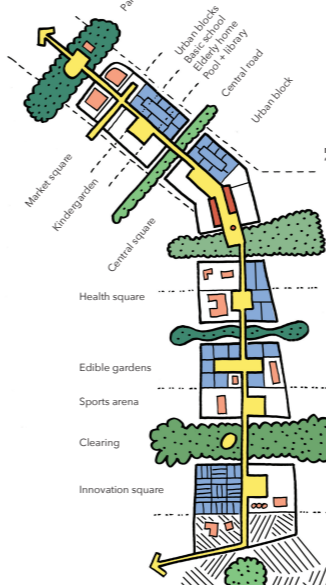 Urban blocks
Basic school
Elderly home
Pool + library
Central road
Urban block
Market square
Kindergarden
Central square
Health square
Edible gardens
Sports arena
Clearing
Innovation square